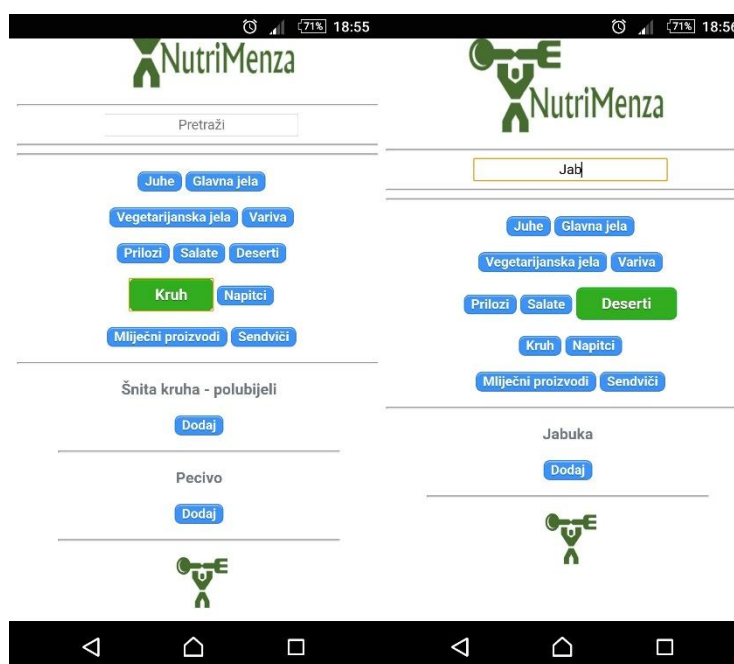 71% 18:55
NutriMenza
Pretraži
Juhe Glavna jela
Vegetarijanska jela Variva
Prilozi Salate Deserti
Kruh Napitci
Mliječni proizvodi Sendviči
Šnita kruha - polubijeli
Dodaj
Pecivo
Dodaj
71% 18:56
NutriMenza
Jab
Juhe Glavna jela
Vegetarijanska jela Variva
Prilozi Salate Deserti
Kruh Napitci
Mliječni proizvodi Sendviči
Jabuka
Dodaj